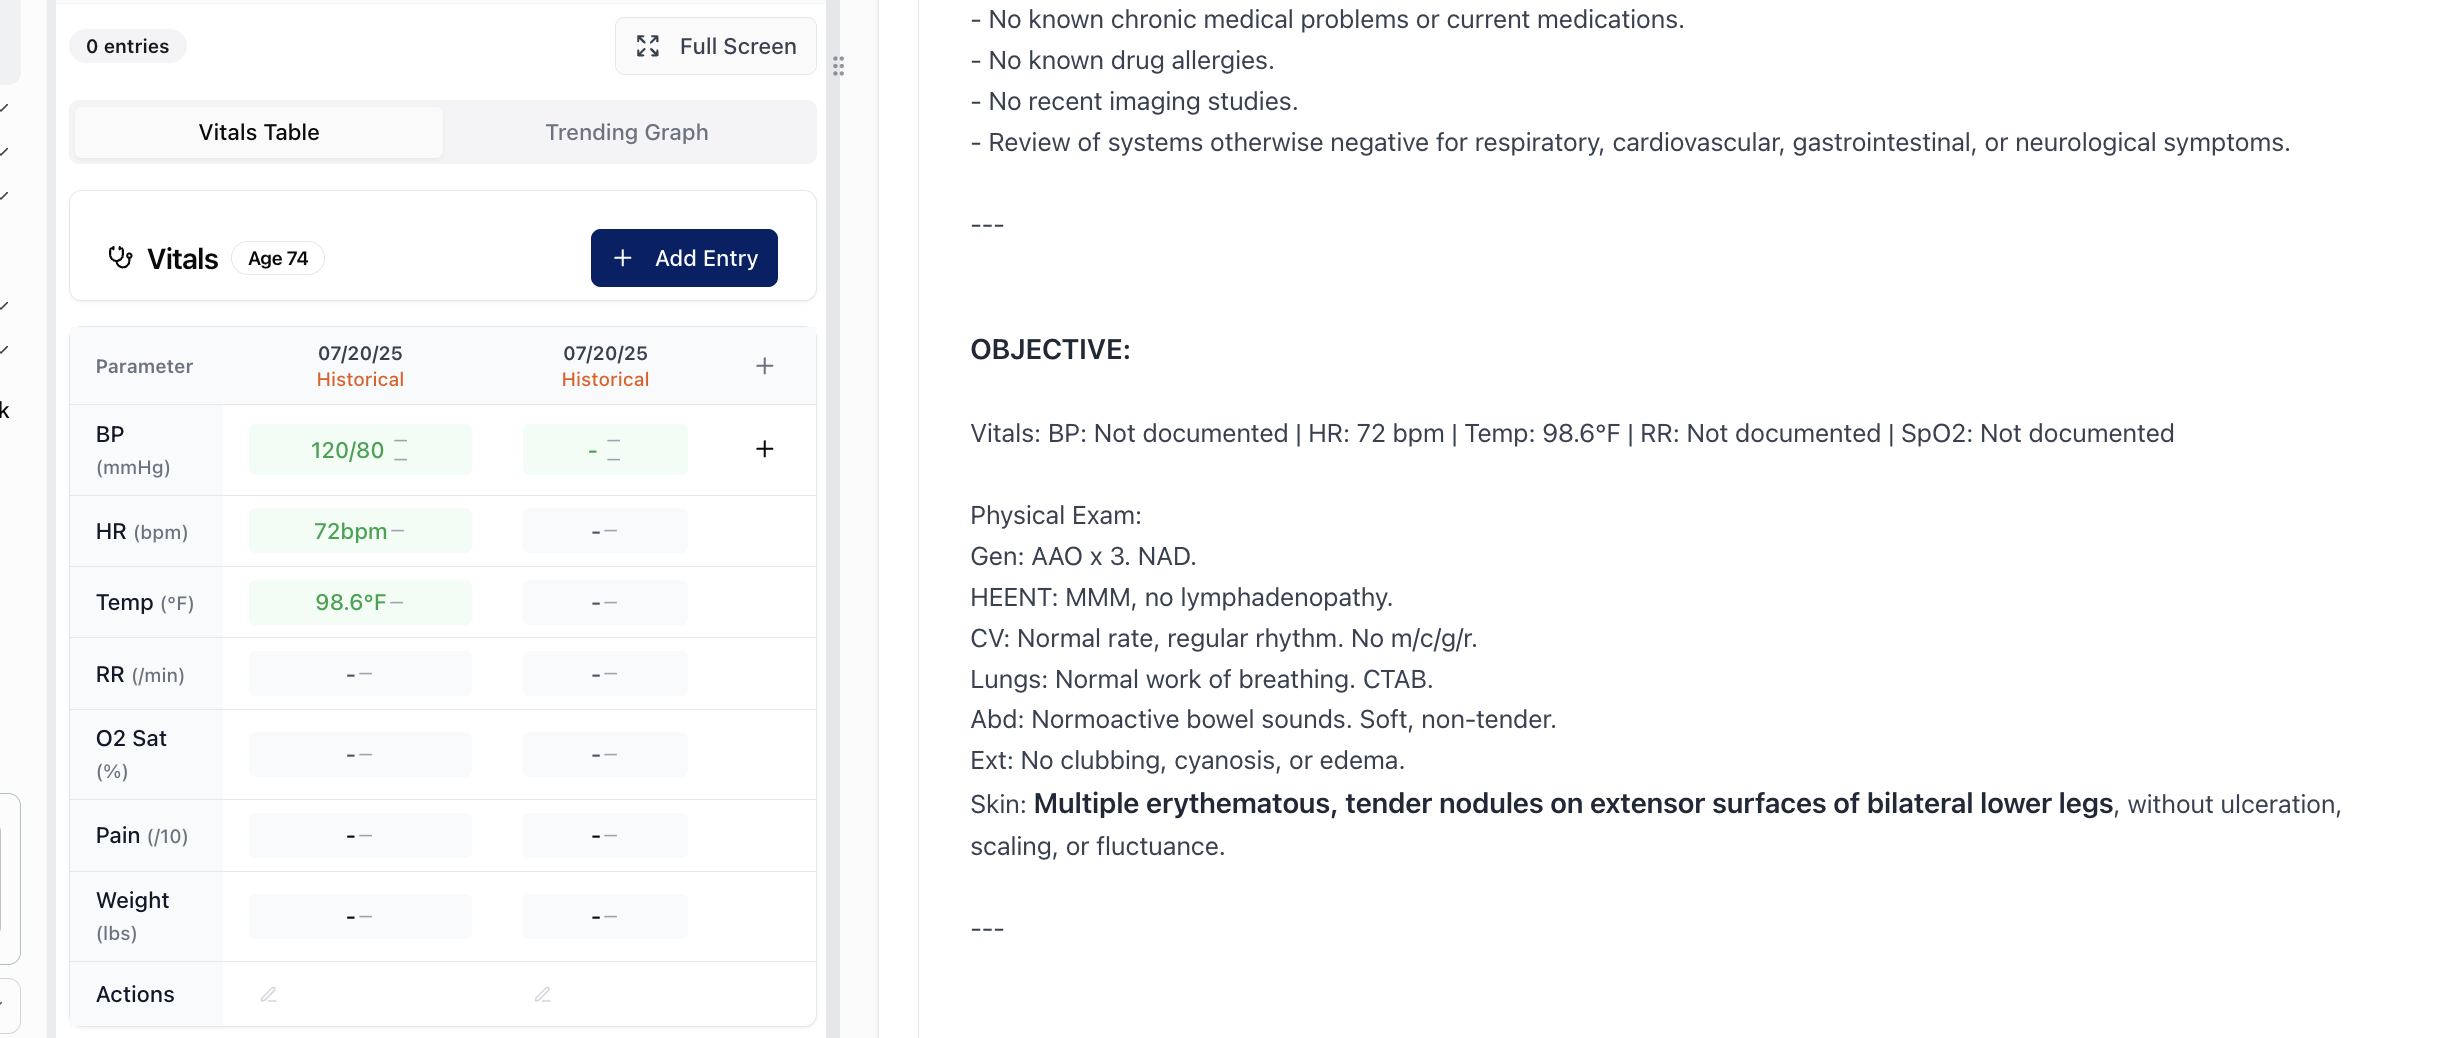 0 entries
Full Screen
Vitals Table
Trending Graph
Vitals
Age 74
+ Add Entry
Parameter
07/20/25
Historical
07/20/25
Historical
+
BP
(mmHg)
120/80 —
—
- —
—
+
HR (bpm)
72bpm —
- —
Temp (°F)
98.6°F —
- —
RR (/min)
- —
- —
O2 Sat
(%)
- —
- —
Pain (/10)
- —
- —
Weight
(lbs)
- —
- —
Actions
k
- No known chronic medical problems or current medications.
- No known drug allergies.
- No recent imaging studies.
- Review of systems otherwise negative for respiratory, cardiovascular, gastrointestinal, or neurological symptoms.
---
OBJECTIVE:
Vitals: BP: Not documented | HR: 72 bpm | Temp: 98.6°F | RR: Not documented | SpO2: Not documented
Physical Exam:
Gen: AAO x 3. NAD.
HEENT: MMM, no lymphadenopathy.
CV: Normal rate, regular rhythm. No m/c/g/r.
Lungs: Normal work of breathing. CTAB.
Abd: Normoactive bowel sounds. Soft, non-tender.
Ext: No clubbing, cyanosis, or edema.
Skin: Multiple erythematous, tender nodules on extensor surfaces of bilateral lower legs, without ulceration,
scaling, or fluctuance.
---